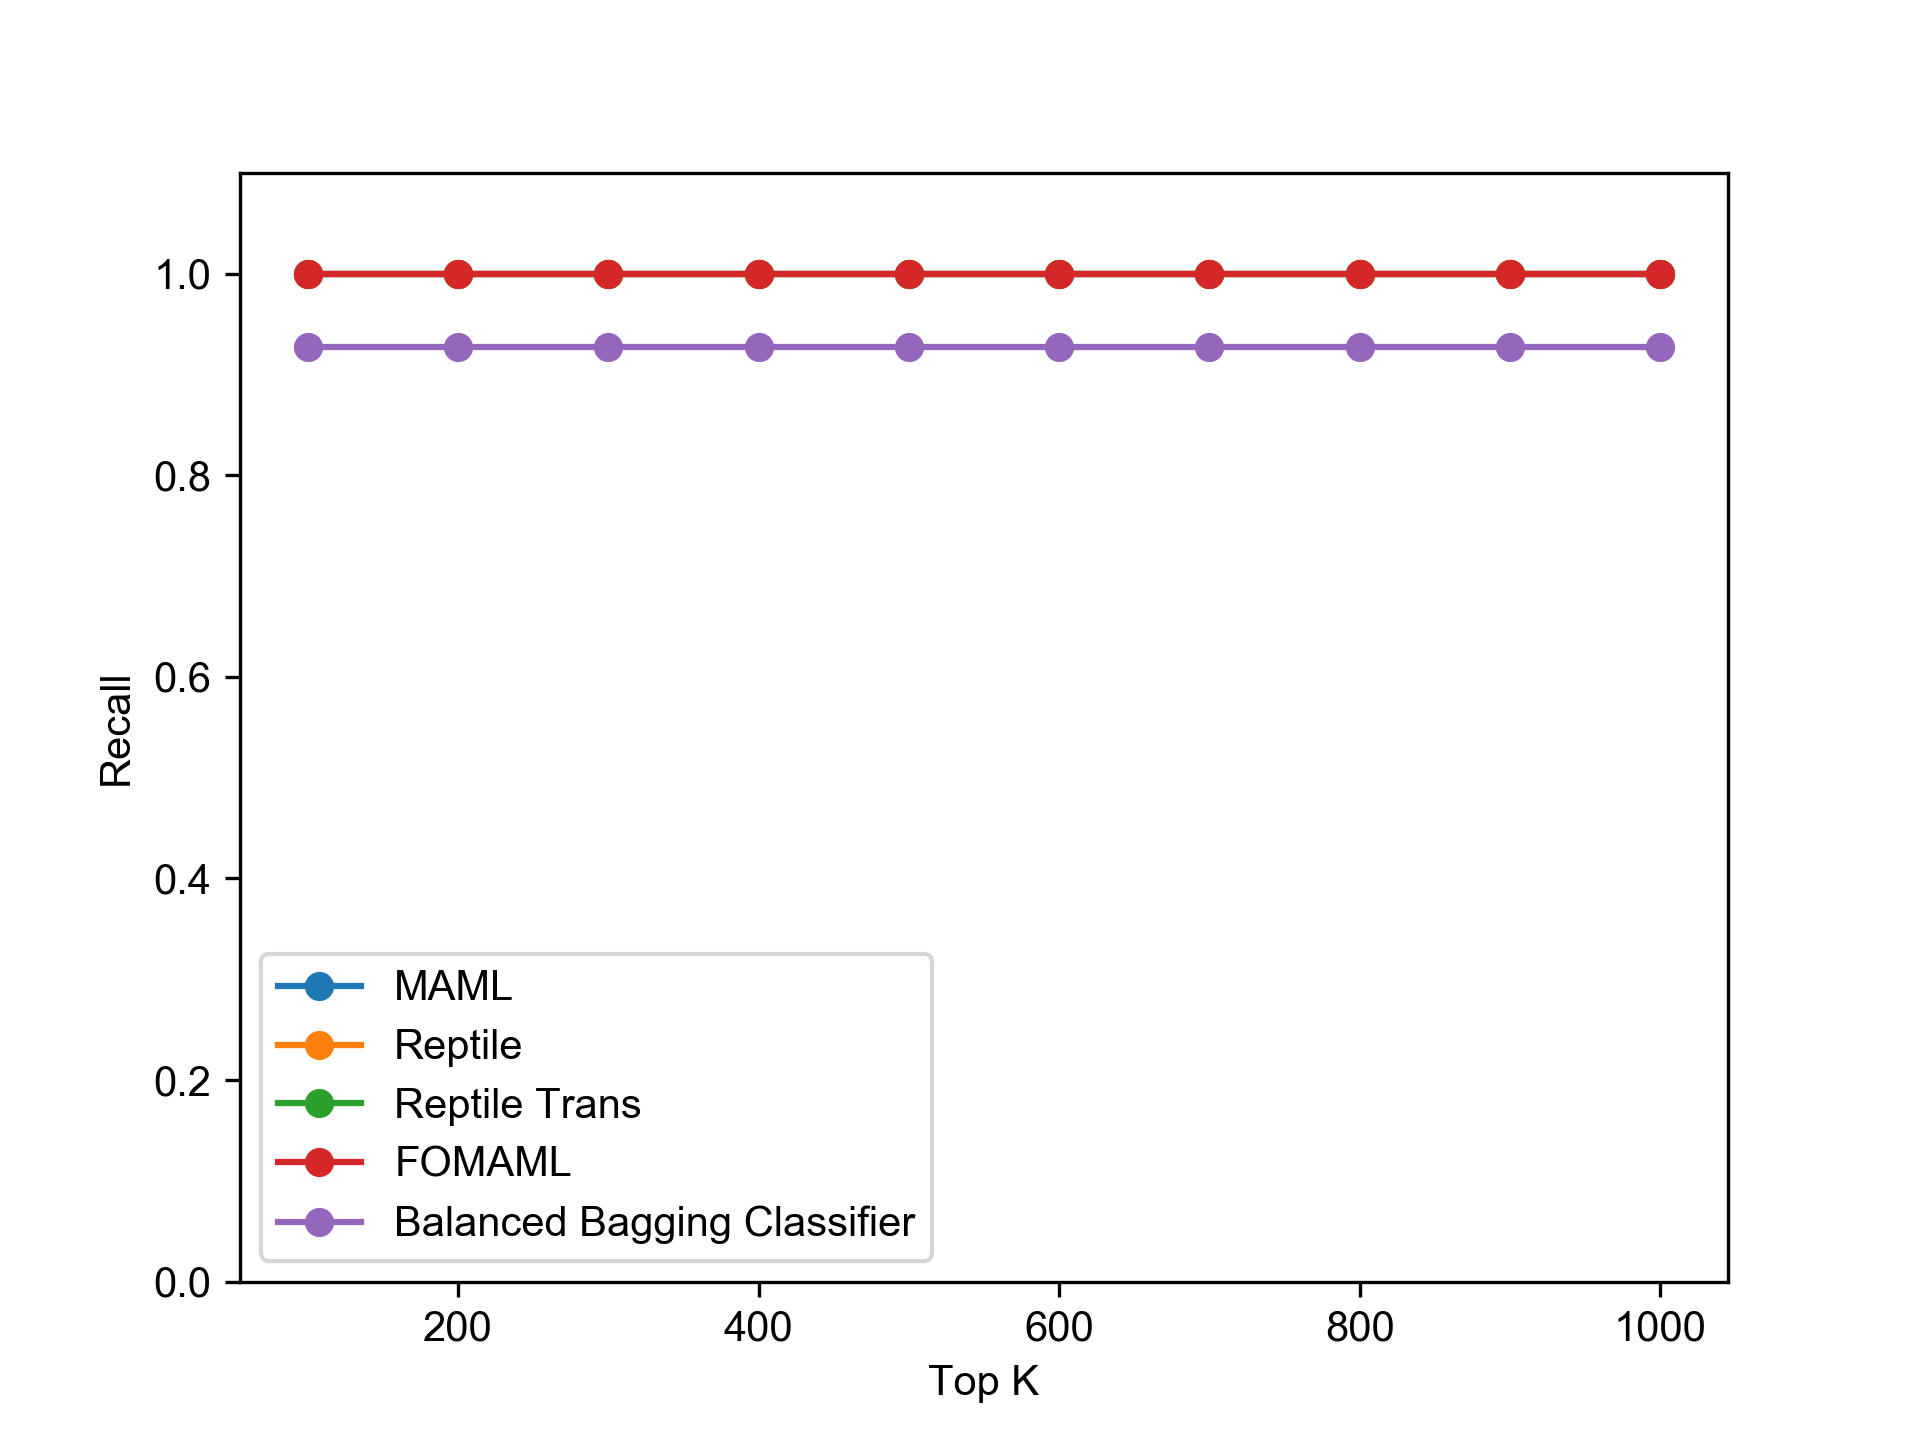 1.0
0.8
0.6
0.4
0.2
0.0
Recall
MAML
Reptile
Reptile Trans
FOMAML
Balanced Bagging Classifier
200 400 600 800 1000
Top K